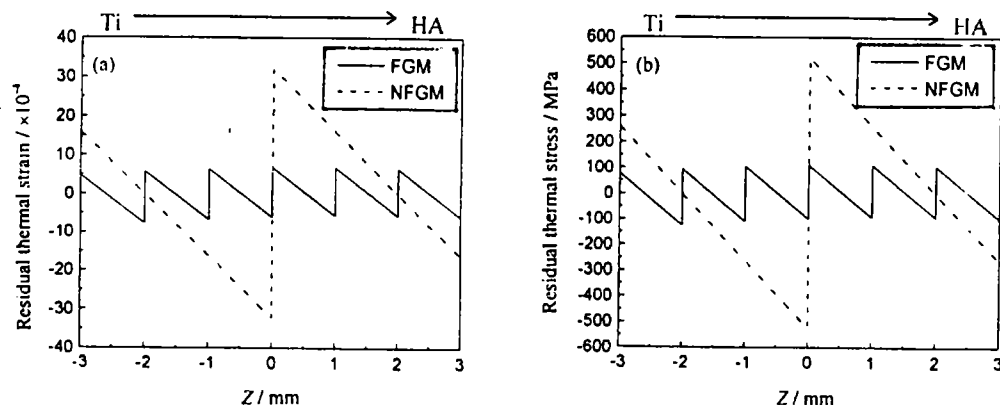 Ti
HA
(a)
FGM
NFGM
Residual thermal strain / ×10⁻⁴
40
30
20
10
0
-10
-20
-30
-40
-3
-2
-1
0
1
2
3
Z / mm
Ti
HA
(b)
FGM
NFGM
Residual thermal stress / MPa
600
500
400
300
200
100
0
-100
-200
-300
-400
-500
-600
-3
-2
-1
0
1
2
3
Z / mm